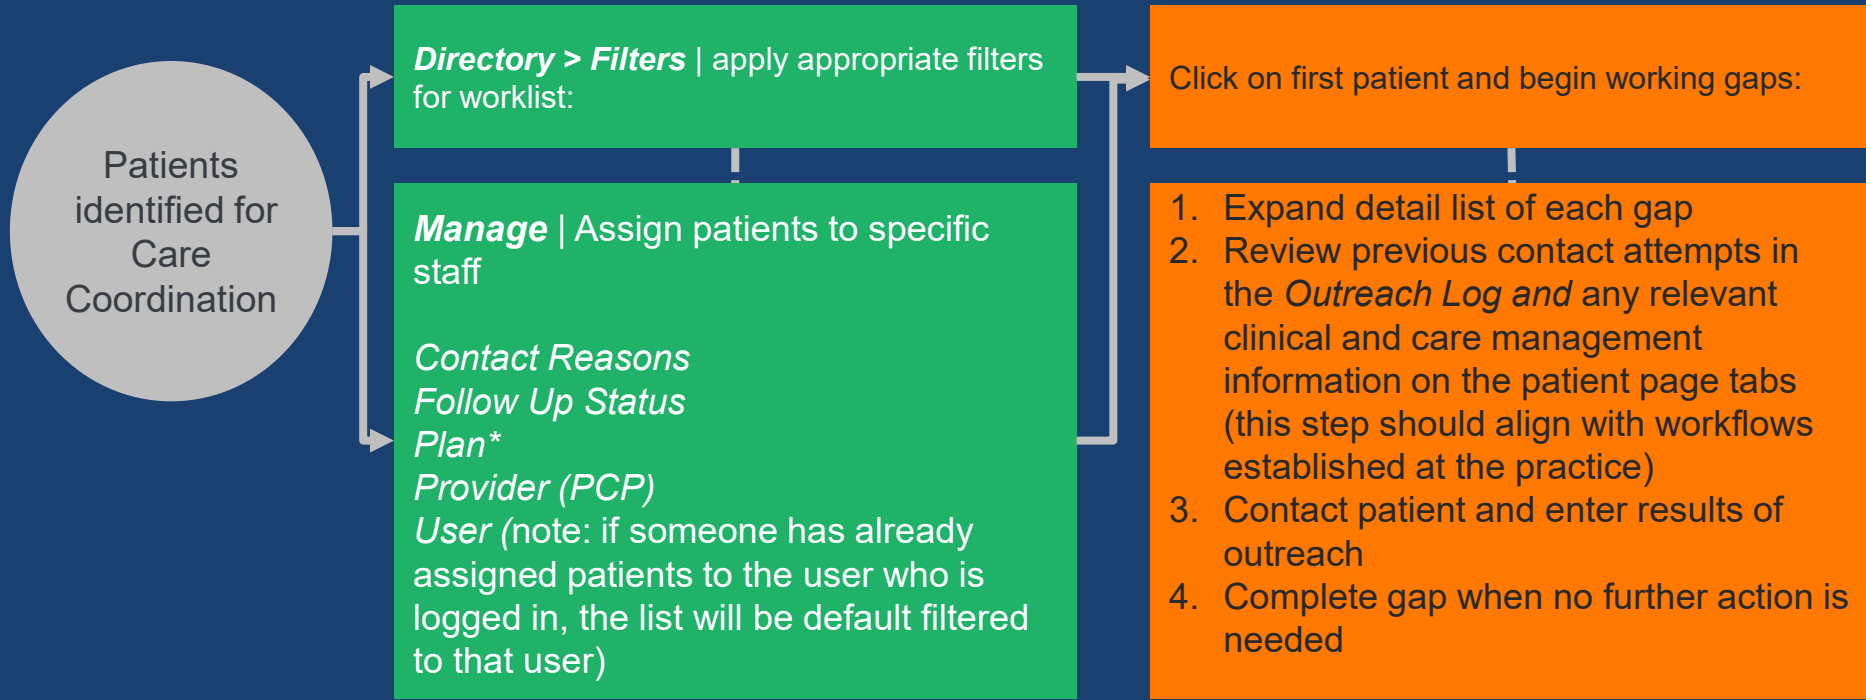 Patients
identified for
Care
Coordination
Directory > Filters | apply appropriate filters
for worklist:
Manage | Assign patients to specific
staff
Contact Reasons
Follow Up Status
Plan*
Provider (PCP)
User (note: if someone has already
assigned patients to the user who is
logged in, the list will be default filtered
to that user)
Click on first patient and begin working gaps:
1. Expand detail list of each gap
2. Review previous contact attempts in
the Outreach Log and any relevant
clinical and care management
information on the patient page tabs
(this step should align with workflows
established at the practice)
3. Contact patient and enter results of
outreach
4. Complete gap when no further action is
needed